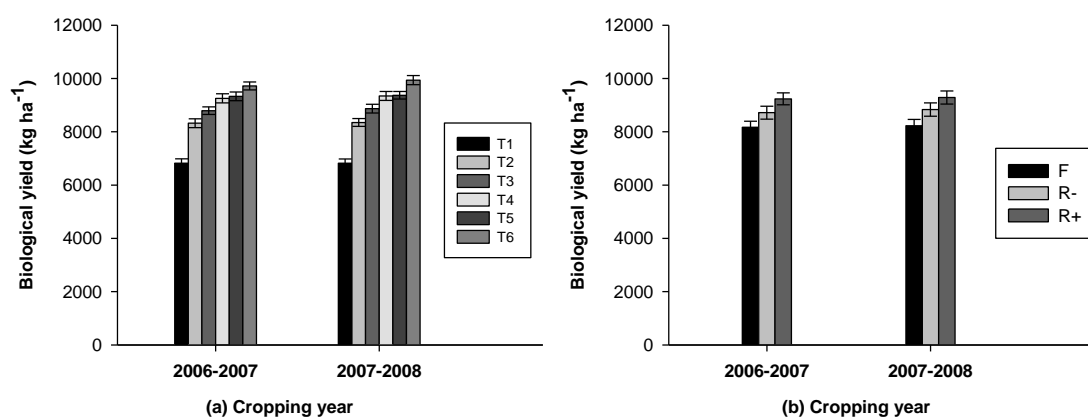 12000
10000
8000
6000
4000
2000
0
Biological yield (kg ha-1)
T1
T2
T3
T4
T5
T6
2006-2007 2007-2008
(a) Cropping year
12000
10000
8000
6000
4000
2000
0
Biological yield (kg ha-1)
F
R-
R+
2006-2007 2007-2008
(b) Cropping year